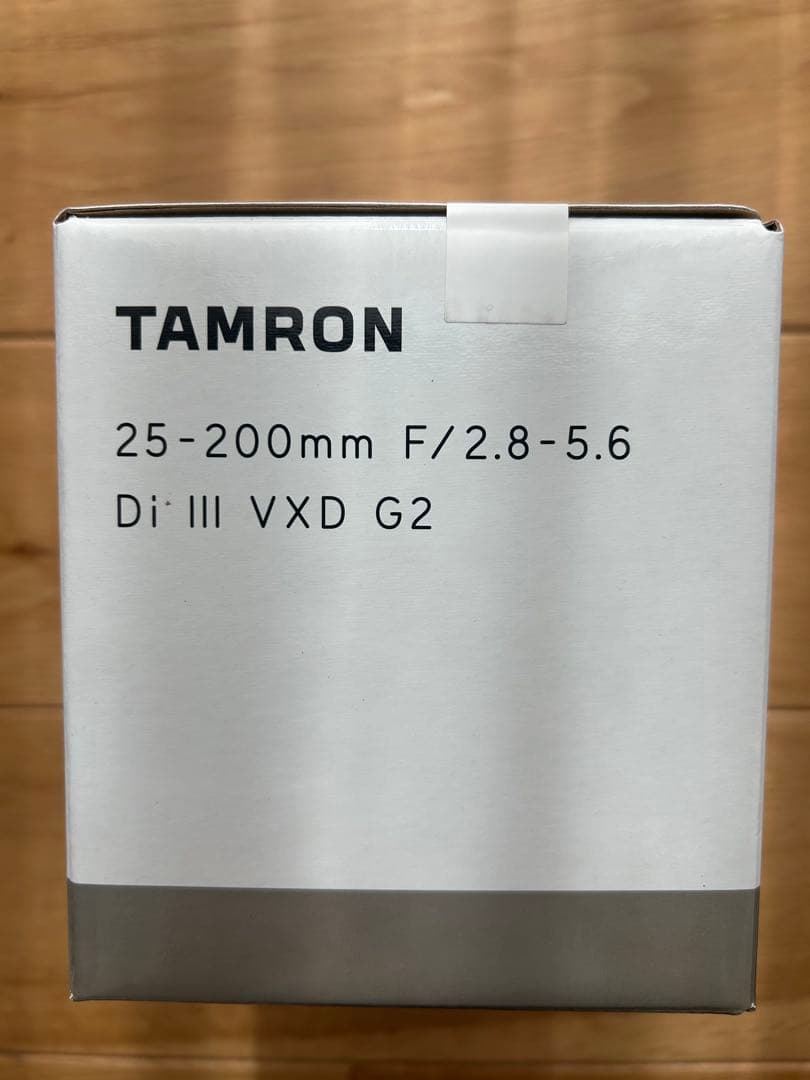 TAMRON
25-200mm F/2.8-5.6
Di III VXD G2